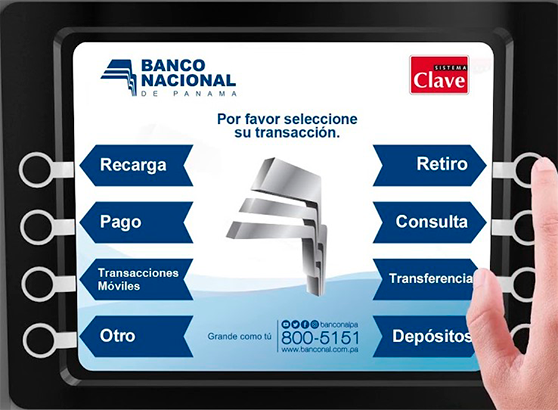 BANCO
NACIONAL
DE PANAMA
SISTEMA
Clave
Por favor seleccione
su transacción.
Recarga
Retiro
Pago
Consulta
Transacciones
Móviles
Transferencia
Otro
Depósitos
Grande como tú
banconalpa
800-5151
www.banconal.com.pa